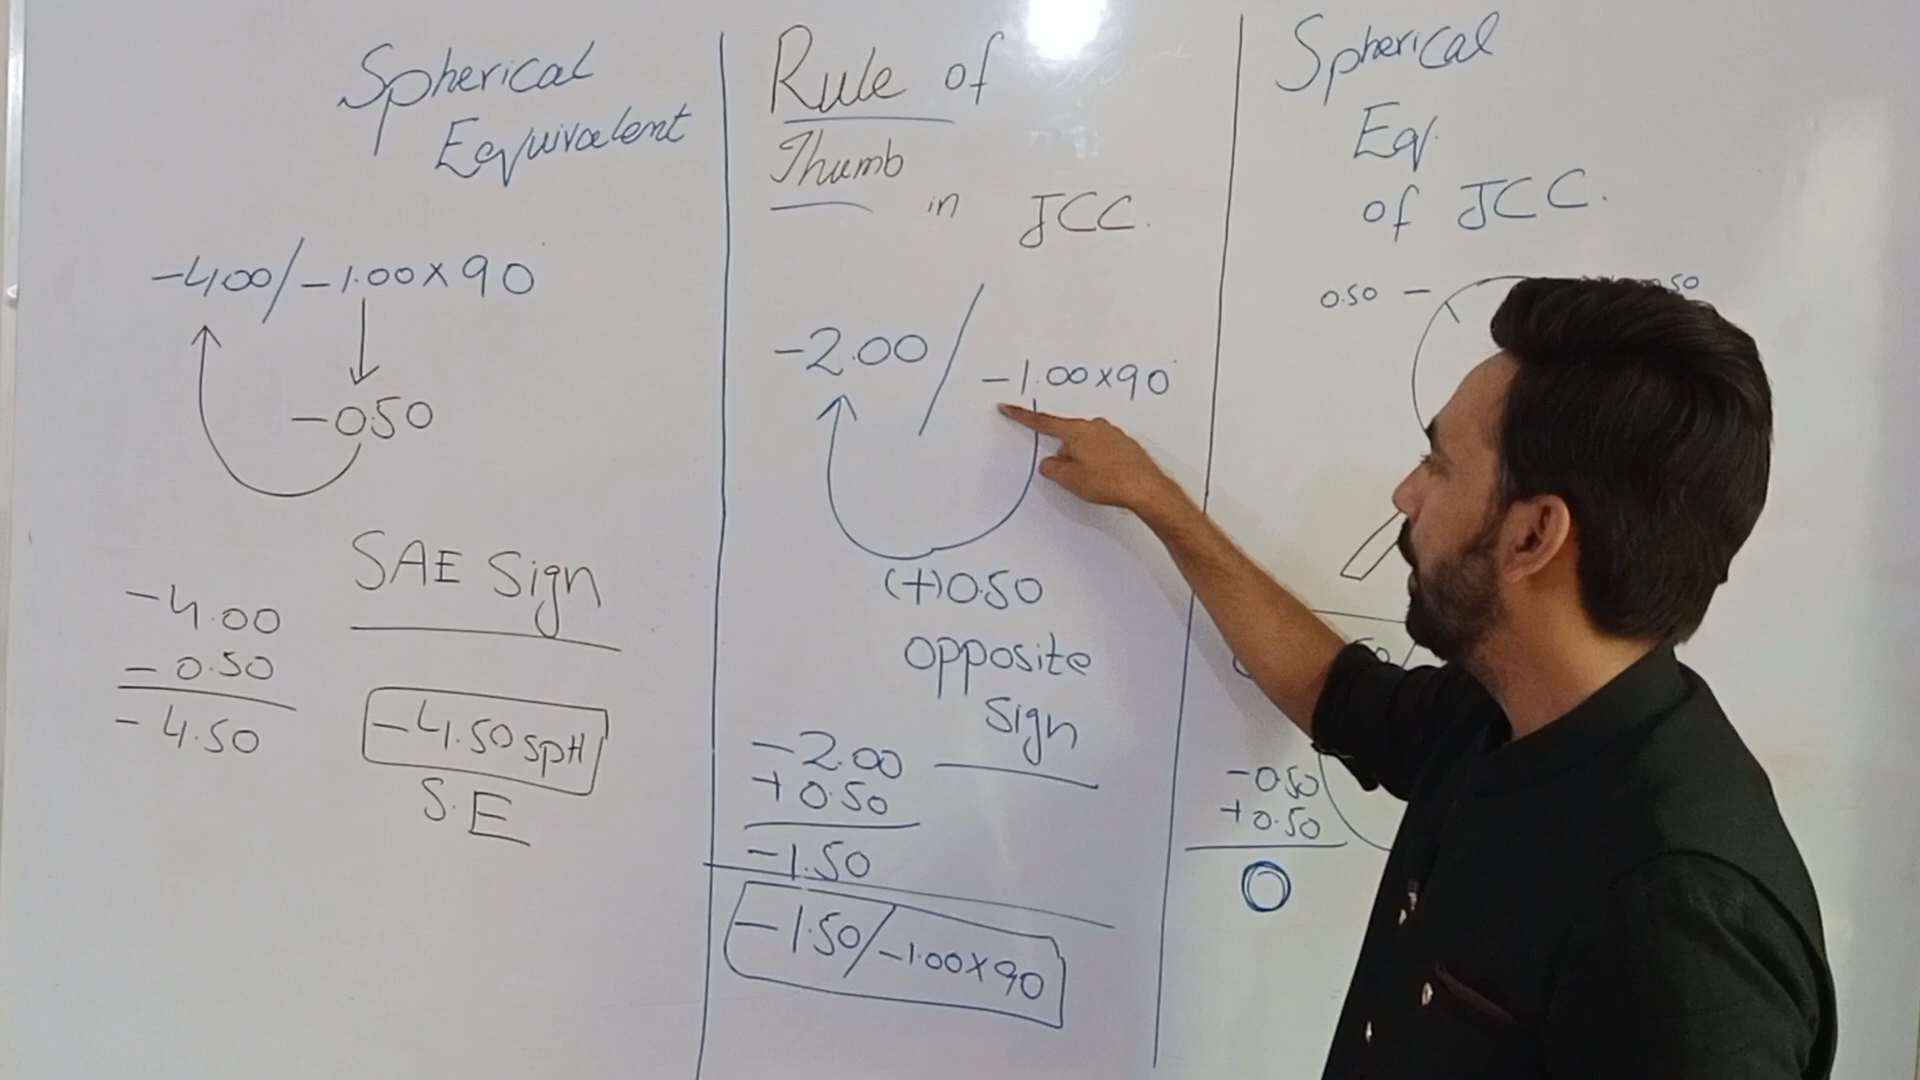 Spherical
Equivalent
-4.00/-1.00x90
-0.50
SAE Sign
-4.00
-0.50
-4.50
-4.50 SPH
S.E
Rule of
Thumb
in JCC.
-2.00/-1.00x90
(+)0.50
opposite
Sign
-2.00
+0.50
-1.50
-1.50/-1.00x90
Spherical
Eq.
of JCC.
0.50 -
-0.50
+0.50
0